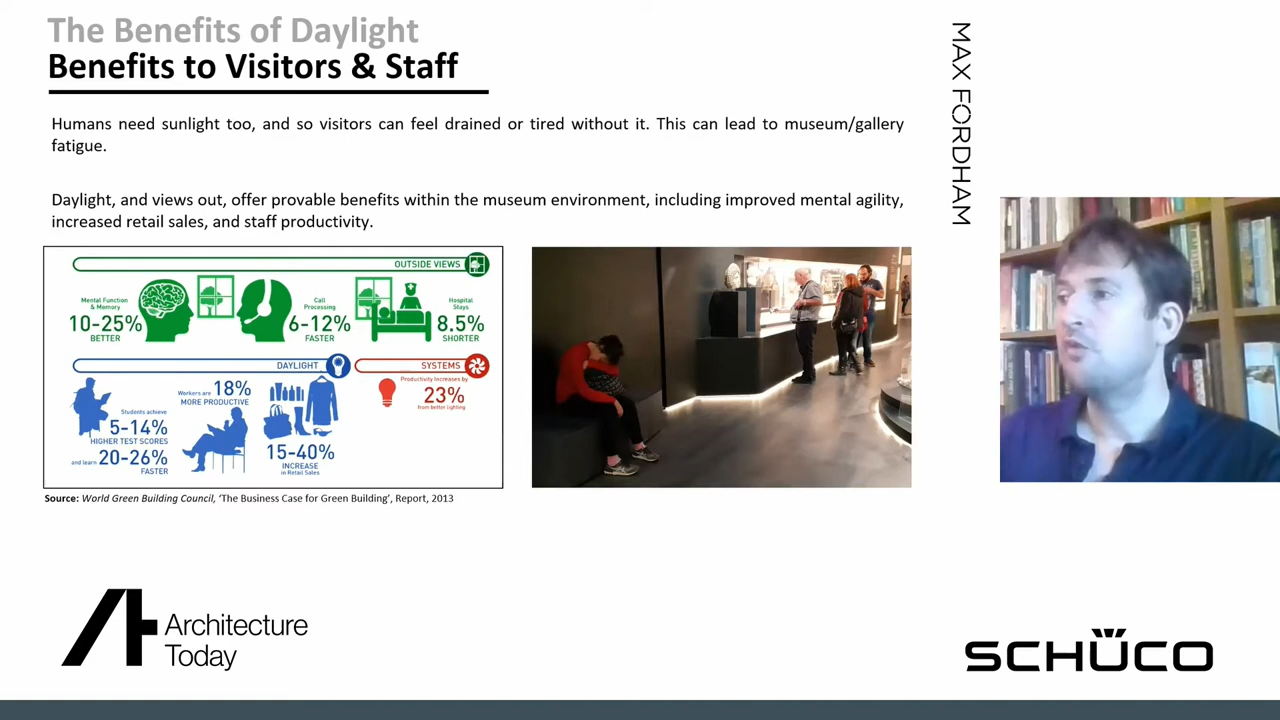 The Benefits of Daylight
Benefits to Visitors & Staff
Humans need sunlight too, and so visitors can feel drained or tired without it. This can lead to museum/gallery
fatigue.
Daylight, and views out, offer provable benefits within the museum environment, including improved mental agility,
increased retail sales, and staff productivity.
OUTSIDE VIEWS
Mental Function
& Memory
10-25%
BETTER
Call
Processing
6-12%
FASTER
Hospital
Stays
8.5%
SHORTER
DAYLIGHT
Students achieve
5-14%
HIGHER TEST SCORES
and learn 20-26%
FASTER
Workers are 18%
MORE PRODUCTIVE
15-40%
INCREASE
in Retail Sales
SYSTEMS
Productivity increases by
23%
from better lighting
Source: World Green Building Council, 'The Business Case for Green Building', Report, 2013
MAX FORDHAM
Architecture
Today
SCHÜCO